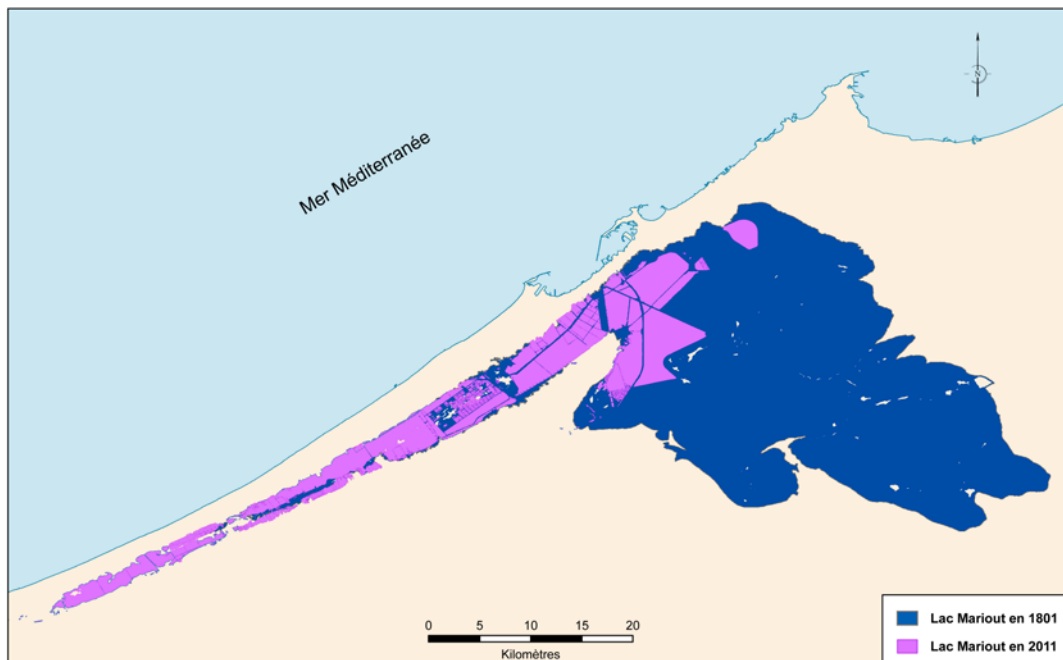 N
Mer Méditerranée
0 5 10 15 20
Kilomètres
Lac Mariout en 1801
Lac Mariout en 2011